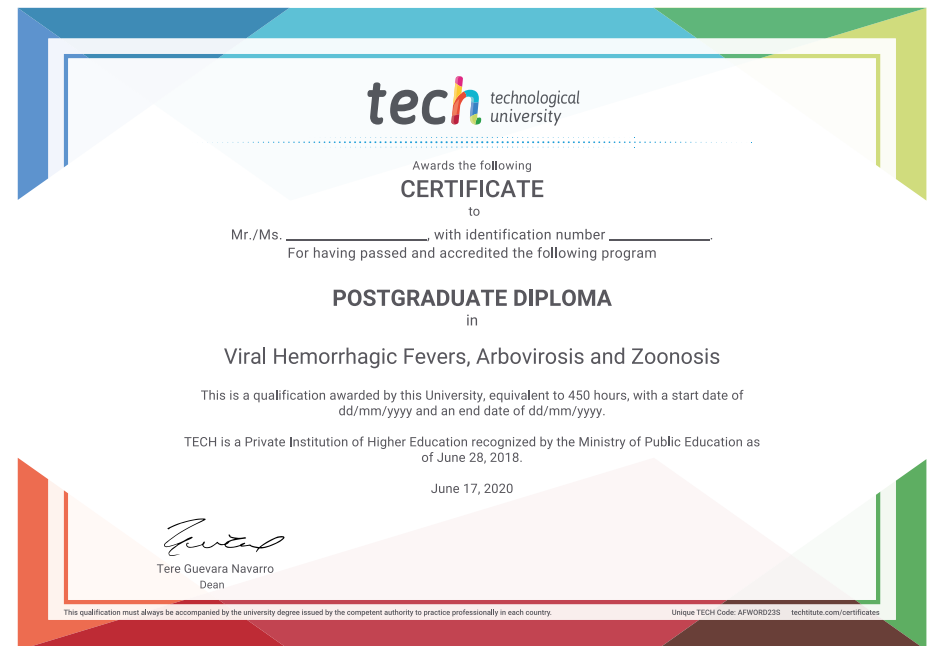 tech technological
university
Awards the following
CERTIFICATE
to
Mr./Ms. ____________________, with identification number ______________.
For having passed and accredited the following program
POSTGRADUATE DIPLOMA
in
Viral Hemorrhagic Fevers, Arbovirosis and Zoonosis
This is a qualification awarded by this University, equivalent to 450 hours, with a start date of
dd/mm/yyyy and an end date of dd/mm/yyyy.
TECH is a Private Institution of Higher Education recognized by the Ministry of Public Education as
of June 28, 2018.
June 17, 2020
Tere Guevara Navarro
Dean
This qualification must always be accompanied by the university degree issued by the competent authority to practice professionally in each country.
Unique TECH Code: AFWORD23S techtitute.com/certificates